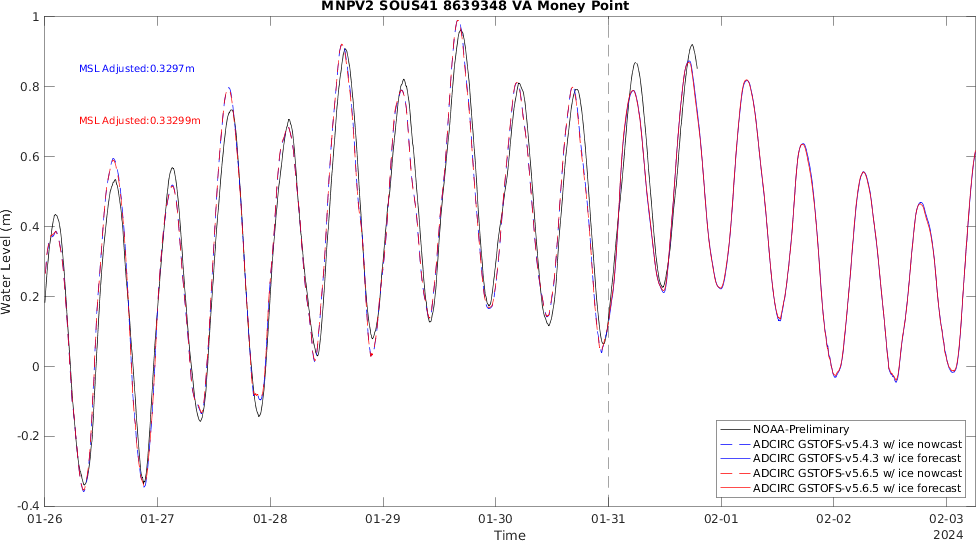 MNPV2 SOUS41 8639348 VA Money Point
MSL Adjusted:0.3297m
MSL Adjusted:0.33299m
Water Level (m)
1
0.8
0.6
0.4
0.2
0
-0.2
-0.4
01-26 01-27 01-28 01-29 01-30 01-31 02-01 02-02 02-03
Time
2024
NOAA-Preliminary
ADCIRC GSTOFS-v5.4.3 w/ ice nowcast
ADCIRC GSTOFS-v5.4.3 w/ ice forecast
ADCIRC GSTOFS-v5.6.5 w/ ice nowcast
ADCIRC GSTOFS-v5.6.5 w/ ice forecast